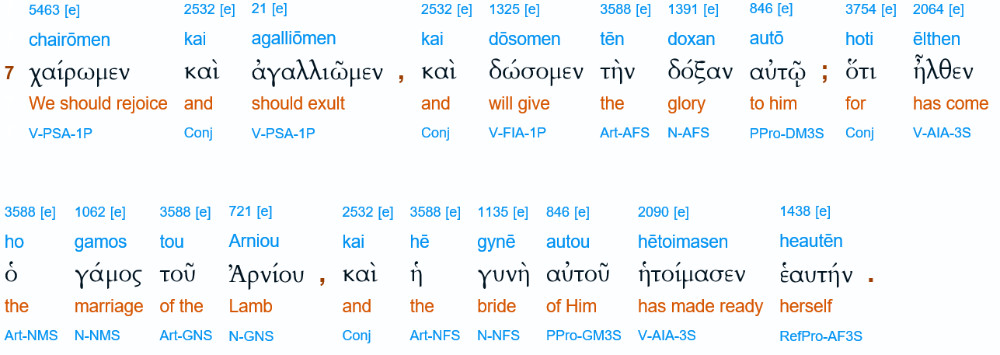 5463 [e] 2532 [e] 21 [e] 2532 [e] 1325 [e] 3588 [e] 1391 [e] 846 [e] 3754 [e] 2064 [e]
chairōmen kai agalliōmen kai dōsomen tēn doxan autō hoti ēlthen
7 χαίρωμεν καὶ ἀγαλλιῶμεν , καὶ δώσομεν τὴν δόξαν αὐτῷ ; ὅτι ἦλθεν
We should rejoice and should exult and will give the glory to him for has come
V-PSA-1P Conj V-PSA-1P Conj V-FIA-1P Art-AFS N-AFS PPro-DM3S Conj V-AIA-3S
3588 [e] 1062 [e] 3588 [e] 721 [e] 2532 [e] 3588 [e] 1135 [e] 846 [e] 2090 [e] 1438 [e]
ho gamos tou Arniou kai hē gynē autou hētoimasen heautēn
ὁ γάμος τοῦ Ἀρνίου , καὶ ἡ γυνὴ αὐτοῦ ἡτοίμασεν ἑαυτήν .
the marriage of the Lamb and the bride of Him has made ready herself
Art-NMS N-NMS Art-GNS N-GNS Conj Art-NFS N-NFS PPro-GM3S V-AIA-3S RefPro-AF3S